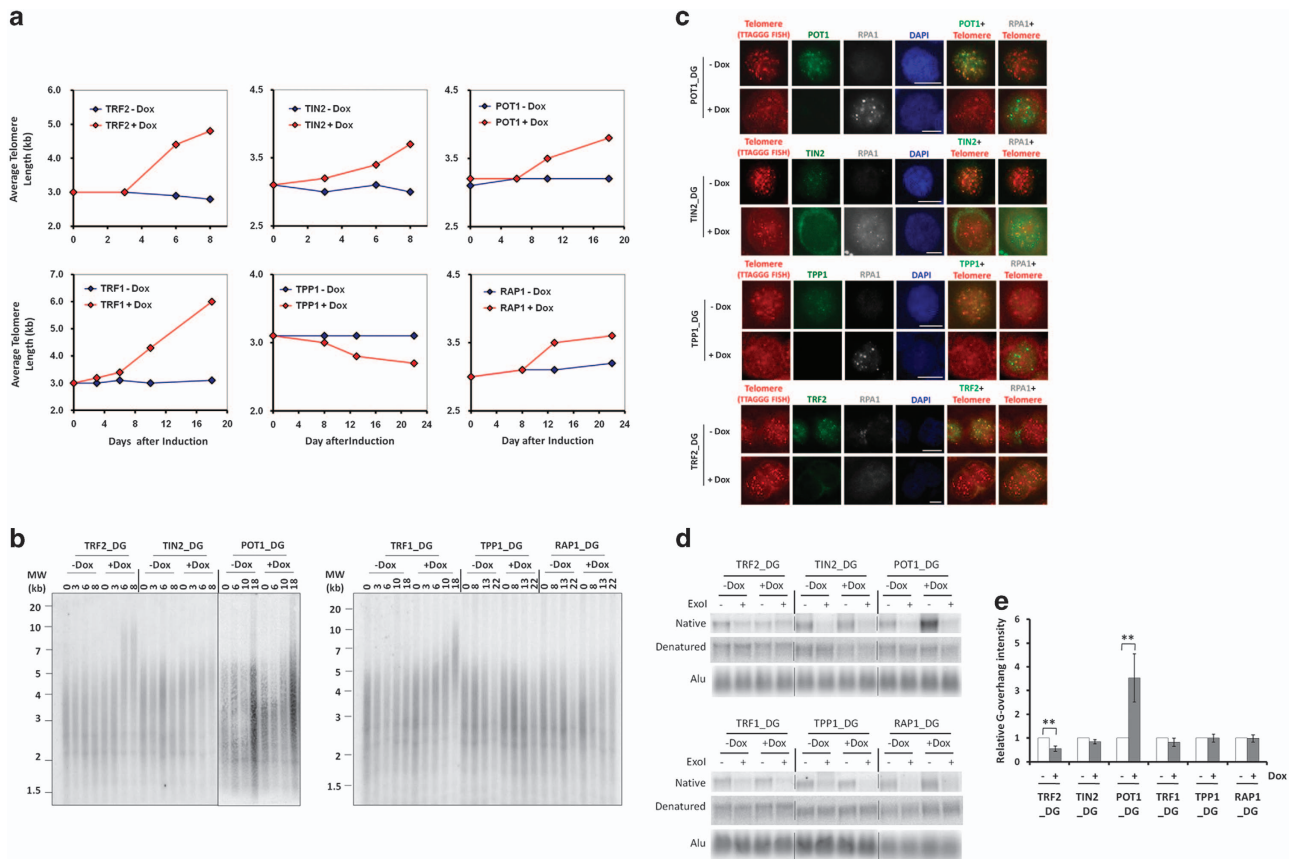 a
6.0
5.0
4.0
3.0
2.0
Average Telomere
Length (kb)
TRF2 - Dox
TRF2 + Dox
0 2 4 6 8
4.5
3.5
2.5
TIN2 - Dox
TIN2 + Dox
0 2 4 6 8
4.5
3.5
2.5
POT1 - Dox
POT1 + Dox
0 4 8 12 16 20
7.0
6.0
5.0
4.0
3.0
2.0
Average Telomere
Length (kb)
TRF1 - Dox
TRF1 + Dox
0 4 8 12 16 20
Days after Induction
4.0
3.0
2.0
TPP1 - Dox
TPP1 + Dox
0 4 8 12 16 20 24
Day afterInduction
4.5
3.5
2.5
RAP1 - Dox
RAP1 + Dox
0 4 8 12 16 20 24
Day afterInduction
b
TRF2_DG TIN2_DG POT1_DG
-Dox +Dox -Dox +Dox -Dox +Dox
MW
(kb)
0 3 6 8 0 3 6 8 0 3 6 8 0 3 6 8 0 6 10 18 0 6 10 18
20
10
7
5
4
3
2
1.5
TRF1_DG TPP1_DG RAP1_DG
-Dox +Dox -Dox +Dox -Dox +Dox
MW
(kb)
0 3 6 10 18 0 3 6 10 18 0 8 13 22 0 8 13 22 0 8 13 22 0 8 13 22
20
10
7
5
4
3
2
1.5
c
Telomere
(TTAGGG FISH) POT1 RPA1 DAPI POT1+
Telomere RPA1+
Telomere
POT1_DG
- Dox
+ Dox
Telomere
(TTAGGG FISH) TIN2 RPA1 DAPI TIN2+
Telomere RPA1+
Telomere
TIN2_DG
- Dox
+ Dox
Telomere
(TTAGGG FISH) TPP1 RPA1 DAPI TPP1+
Telomere RPA1+
Telomere
TPP1_DG
- Dox
+ Dox
Telomere
(TTAGGG FISH) TRF2 RPA1 DAPI TRF2+
Telomere RPA1+
Telomere
TRF2_DG
- Dox
+ Dox
d
TRF2_DG TIN2_DG POT1_DG
-Dox +Dox -Dox +Dox -Dox +Dox
ExoI - + - + - + - + - + - +
Native
Denatured
Alu
TRF1_DG TPP1_DG RAP1_DG
-Dox +Dox -Dox +Dox -Dox +Dox
ExoI - + - + - + - + - + - +
Native
Denatured
Alu
e
Relative G-overhang intensity
6
5
4
3
2
1
0
**
**
- + - + - + - + - + - + Dox
TRF2
_DG
TIN2
_DG
POT1
_DG
TRF1
_DG
TPP1
_DG
RAP1
_DG